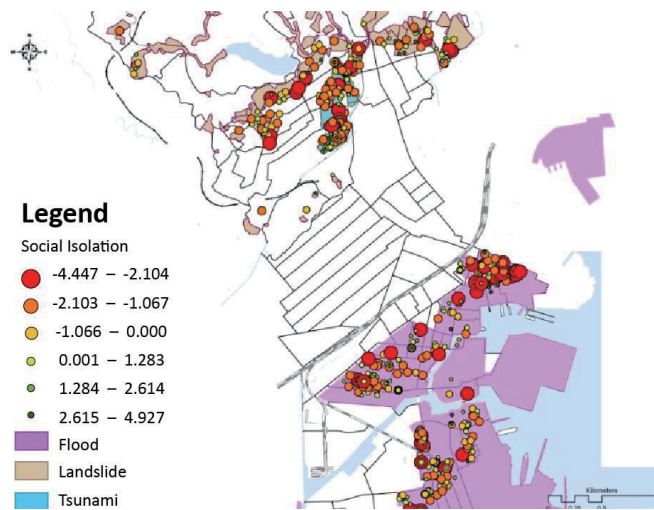 Legend
Social Isolation
-4.447 – -2.104
-2.103 – -1.067
-1.066 – 0.000
0.001 – 1.283
1.284 – 2.614
2.615 – 4.927
Flood
Landslide
Tsunami
Kilometers